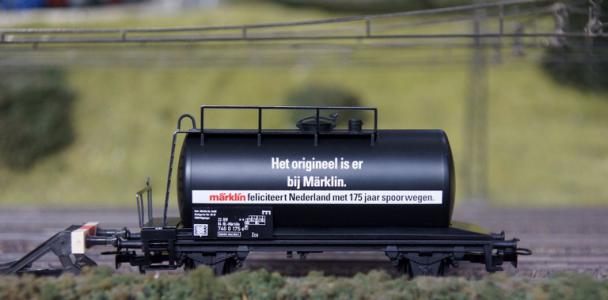 Het origineel is er
bij Märklin.
märklin feliciteert Nederland met 175 jaar spoorwegen.